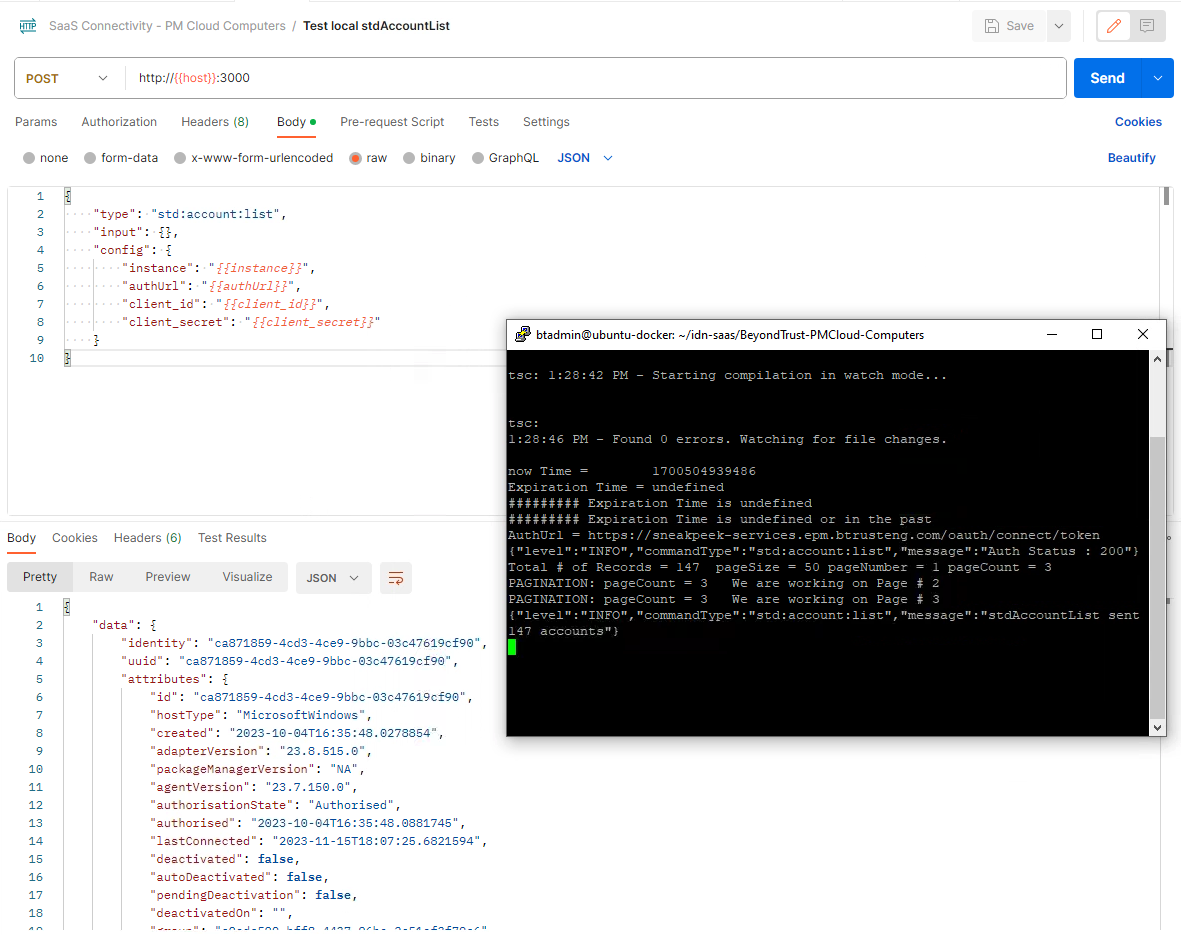 HTTP SaaS Connectivity - PM Cloud Computers / Test local stdAccountList Save
POST http://{{host}}:3000 Send
Params Authorization Headers (8) Body Pre-request Script Tests Settings Cookies
none form-data x-www-form-urlencoded raw binary GraphQL JSON Beautify
1 {
2 "type": "std:account:list",
3 "input": {},
4 "config": {
5 "instance": "{{instance}}",
6 "authUrl": "{{authUrl}}",
7 "client_id": "{{client_id}}",
8 "client_secret": "{{client_secret}}"
9 }
10 }
btadmin@ubuntu-docker: ~/idn-saas/BeyondTrust-PMCloud-Computers
tsc: 1:28:42 PM - Starting compilation in watch mode...
tsc:
1:28:46 PM - Found 0 errors. Watching for file changes.
now Time = 1700504939486
Expiration Time = undefined
######### Expiration Time is undefined
######### Expiration Time is undefined or in the past
AuthUrl = https://sneakpeek-services.epm.btrusteng.com/oauth/connect/token
{"level":"INFO","commandType":"std:account:list","message":"Auth Status : 200"}
Total # of Records = 147 pageSize = 50 pageNumber = 1 pageCount = 3
PAGINATION: pageCount = 3 We are working on Page # 2
PAGINATION: pageCount = 3 We are working on Page # 3
{"level":"INFO","commandType":"std:account:list","message":"stdAccountList sent
147 accounts"}
Body Cookies Headers (6) Test Results
Pretty Raw Preview Visualize JSON
1 {
2 "data": {
3 "identity": "ca871859-4cd3-4ce9-9bbc-03c47619cf90",
4 "uuid": "ca871859-4cd3-4ce9-9bbc-03c47619cf90",
5 "attributes": {
6 "id": "ca871859-4cd3-4ce9-9bbc-03c47619cf90",
7 "hostType": "MicrosoftWindows",
8 "created": "2023-10-04T16:35:48.0278854",
9 "adapterVersion": "23.8.515.0",
10 "packageManagerVersion": "NA",
11 "agentVersion": "23.7.150.0",
12 "authorisationState": "Authorised",
13 "authorised": "2023-10-04T16:35:48.0881745",
14 "lastConnected": "2023-11-15T18:07:25.6821594",
15 "deactivated": false,
16 "autoDeactivated": false,
17 "pendingDeactivation": false,
18 "deactivatedOn": "",